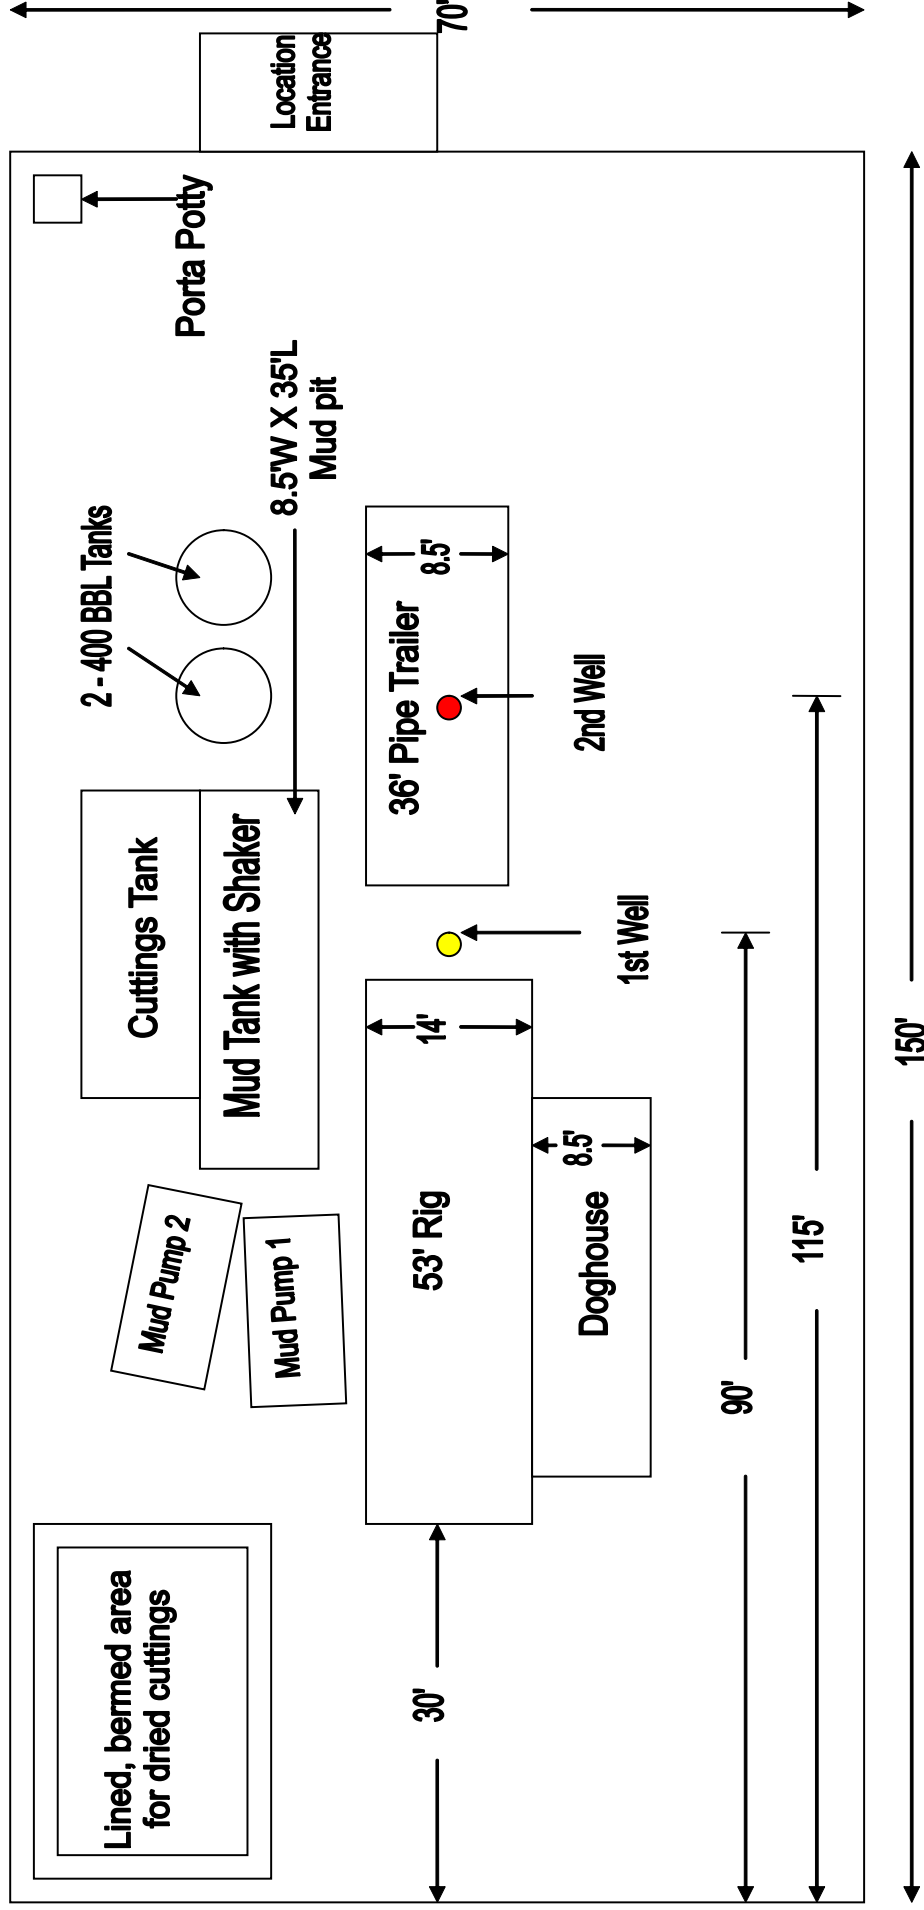 70'
Location
Entrance
Porta Potty
8.5'W X 35'L
Mud pit
2 - 400 BBL Tanks
8.5'
36' Pipe Trailer
2nd Well
Cuttings Tank
Mud Tank with Shaker
1st Well
14'
150'
8.5'
53' Rig
Doghouse
115'
Mud Pump 2
Mud Pump 1
90'
Lined, bermed area
for dried cuttings
30'